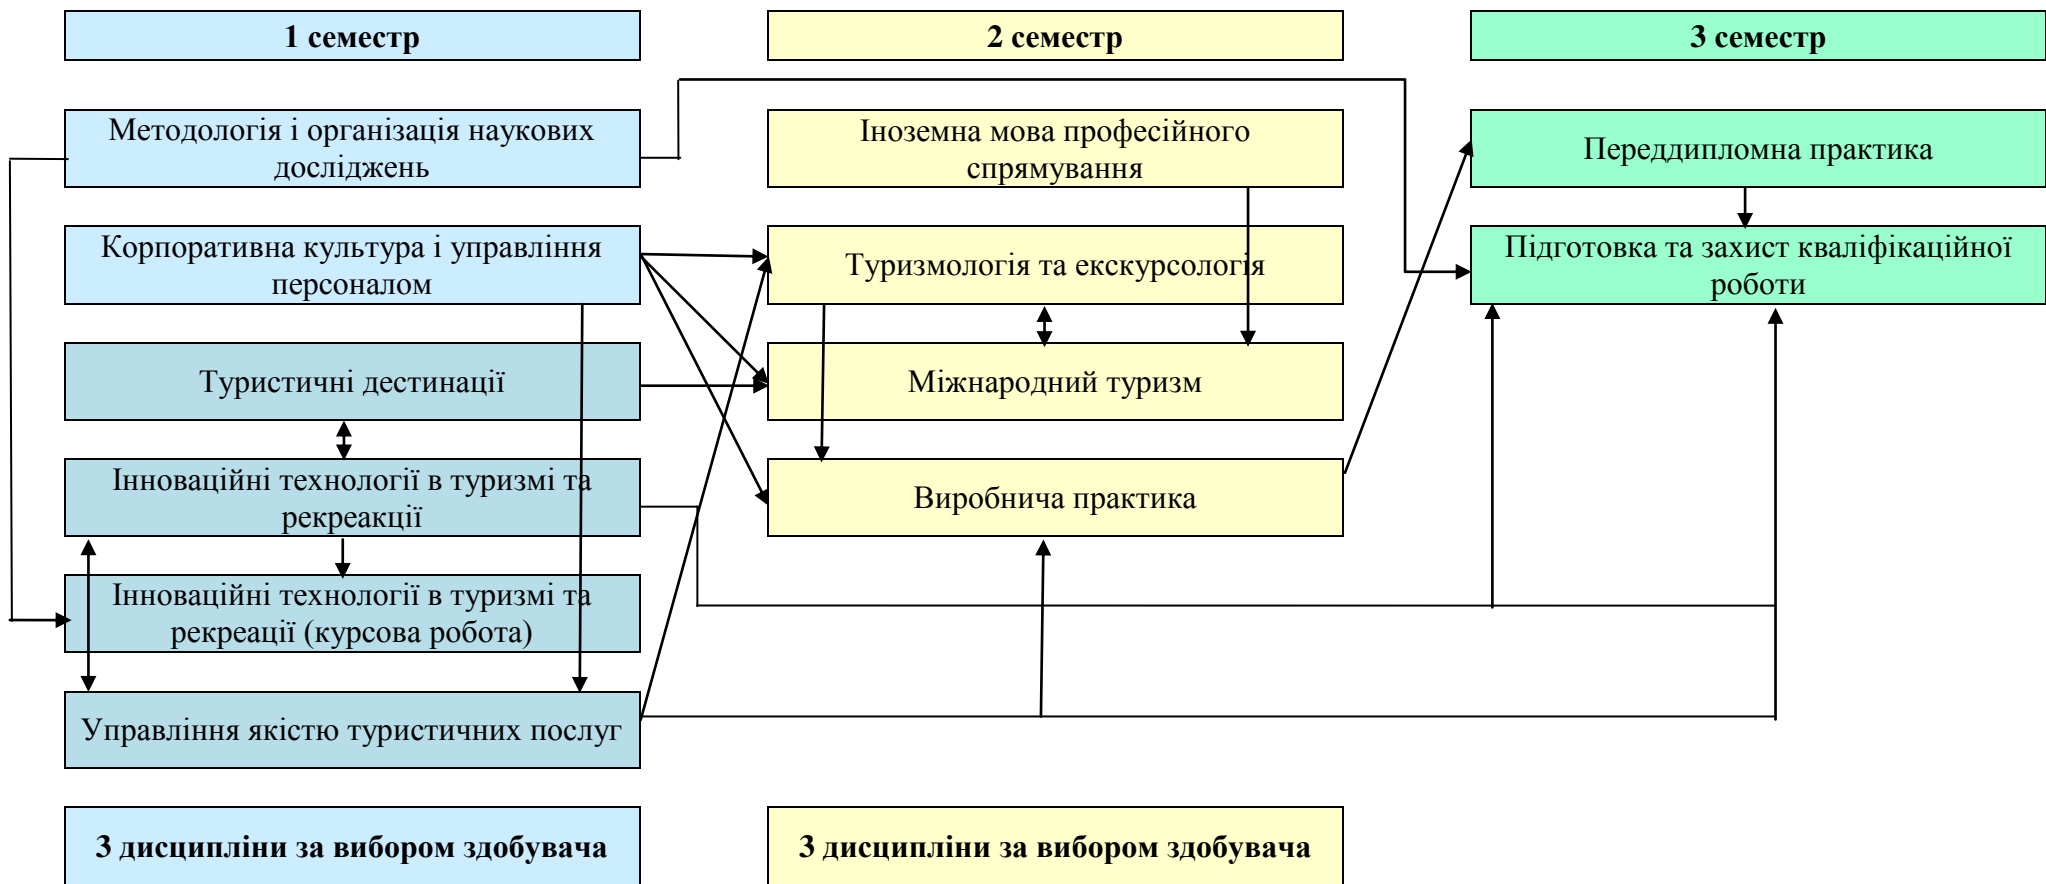 1 семестр
2 семестр
3 семестр
Методологія і організація наукових
досліджень
Іноземна мова професійного
спрямування
Переддипломна практика
Корпоративна культура і управління
персоналом
Туризмологія та екскурсологія
Підготовка та захист кваліфікаційної
роботи
Туристичні дестинації
Міжнародний туризм
Інноваційні технології в туризмі та
рекреакції
Виробнича практика
Інноваційні технології в туризмі та
рекреації (курсова робота)
Управління якістю туристичних послуг
3 дисципліни за вибором здобувача
3 дисципліни за вибором здобувача